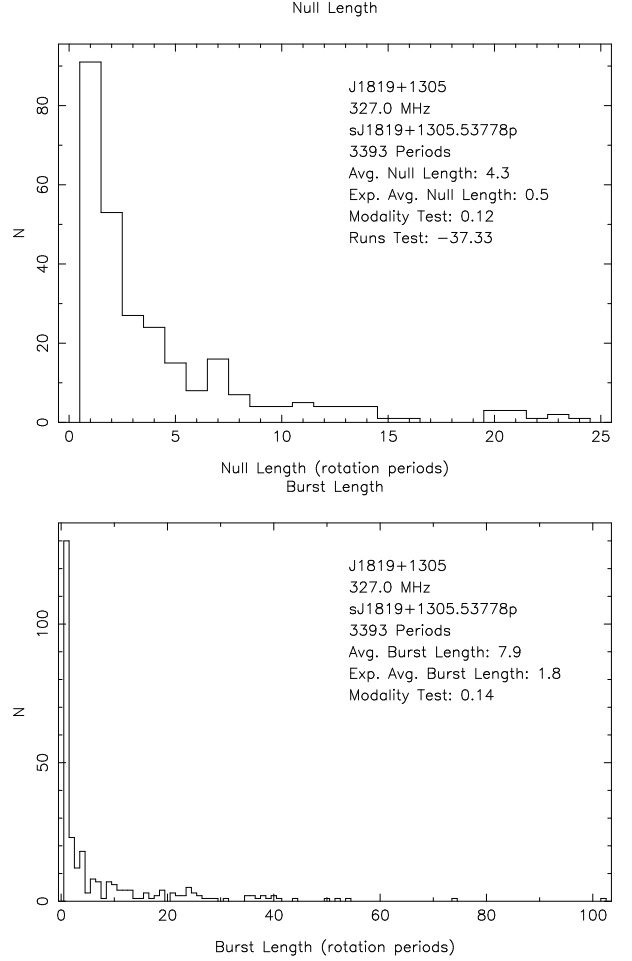 Null Length
J1819+1305
327.0 MHz
sJ1819+1305.53778p
3393 Periods
Avg. Null Length: 4.3
Exp. Avg. Null Length: 0.5
Modality Test: 0.12
Runs Test: −37.33
N
80
60
40
20
0
0 5 10 15 20 25
Null Length (rotation periods)
Burst Length
J1819+1305
327.0 MHz
sJ1819+1305.53778p
3393 Periods
Avg. Burst Length: 7.9
Exp. Avg. Burst Length: 1.8
Modality Test: 0.14
N
100
50
0
0 20 40 60 80 100
Burst Length (rotation periods)